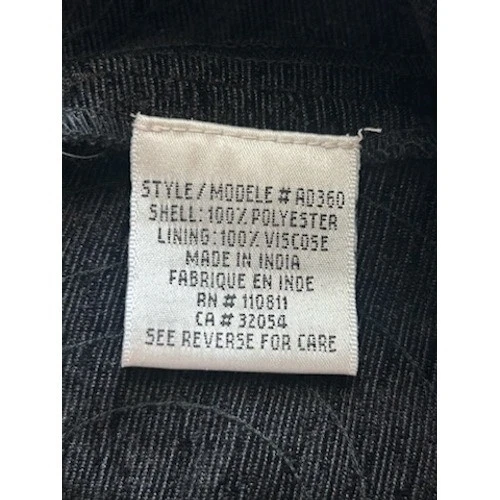 STYLE/MODELE # AD360
SHELL: 100% POLYESTER
LINING: 100% VISCOSE
MADE IN INDIA
FABRIQUE EN INDE
RN # 110811
CA # 32054
SEE REVERSE FOR CARE